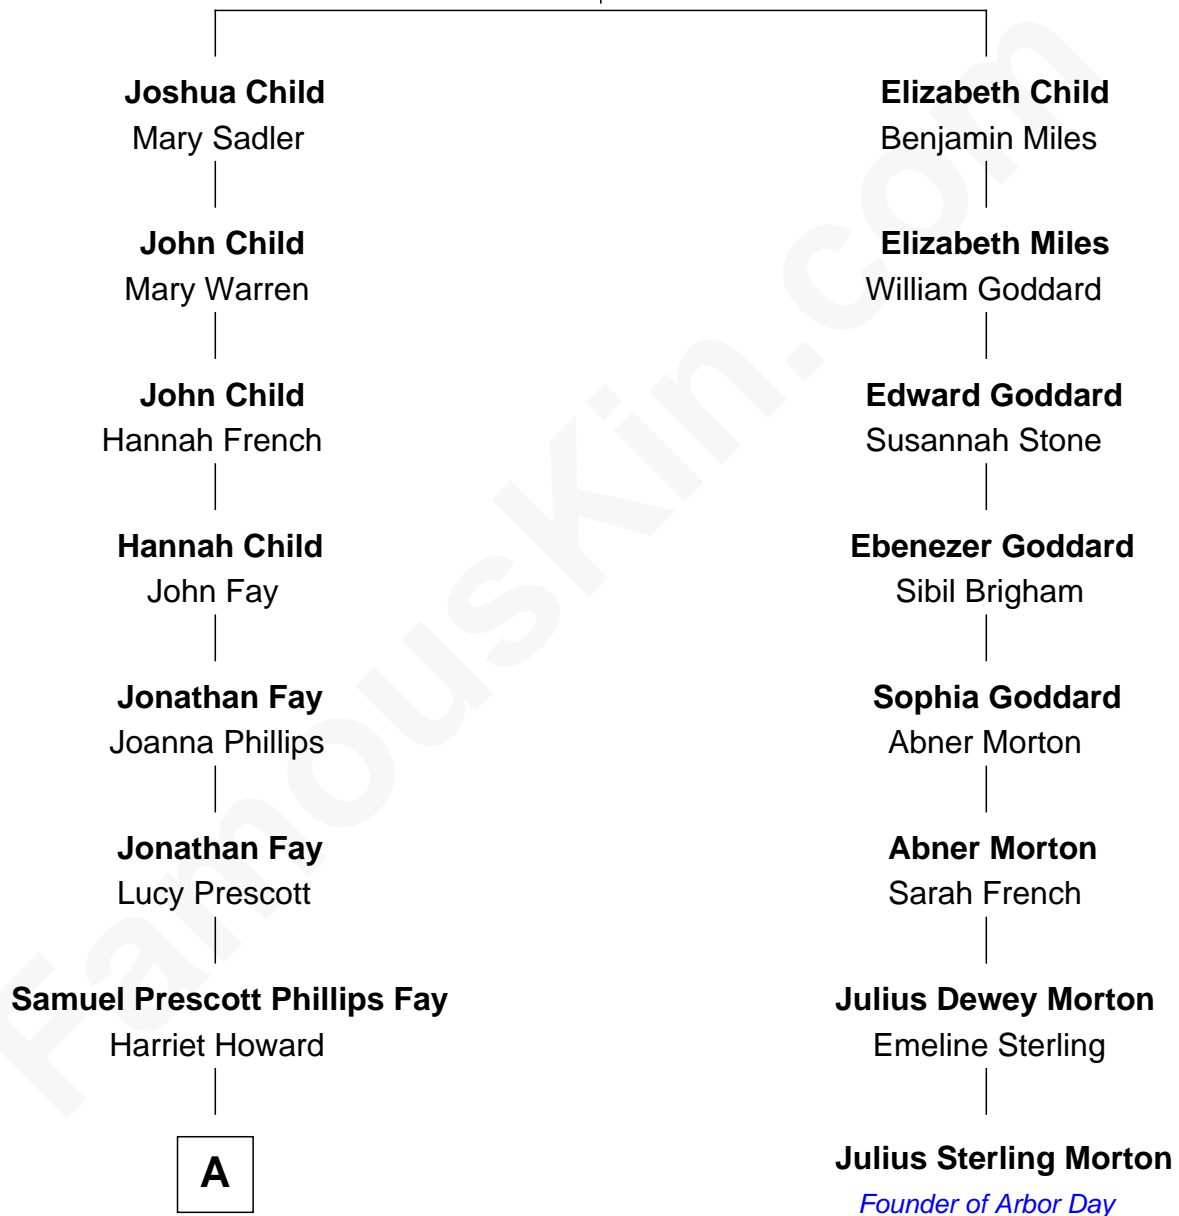 Joshua Child
Mary Sadler
John Child
Mary Warren
John Child
Hannah French
Hannah Child
John Fay
Jonathan Fay
Joanna Phillips
Jonathan Fay
Lucy Prescott
Samuel Prescott Phillips Fay
Harriet Howard
A
Elizabeth Child
Benjamin Miles
Elizabeth Miles
William Goddard
Edward Goddard
Susannah Stone
Ebenezer Goddard
Sibil Brigham
Sophia Goddard
Abner Morton
Abner Morton
Sarah French
Julius Dewey Morton
Emeline Sterling
Julius Sterling Morton
Founder of Arbor Day
FamousKin.com